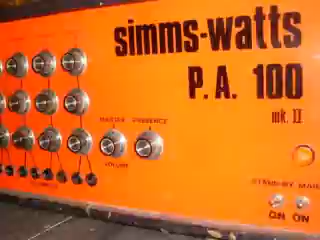 simms-watts
P.A. 100
mk. II
MASTER PRESENCE
VOLUME
STAND-BY MAINS
ON ON